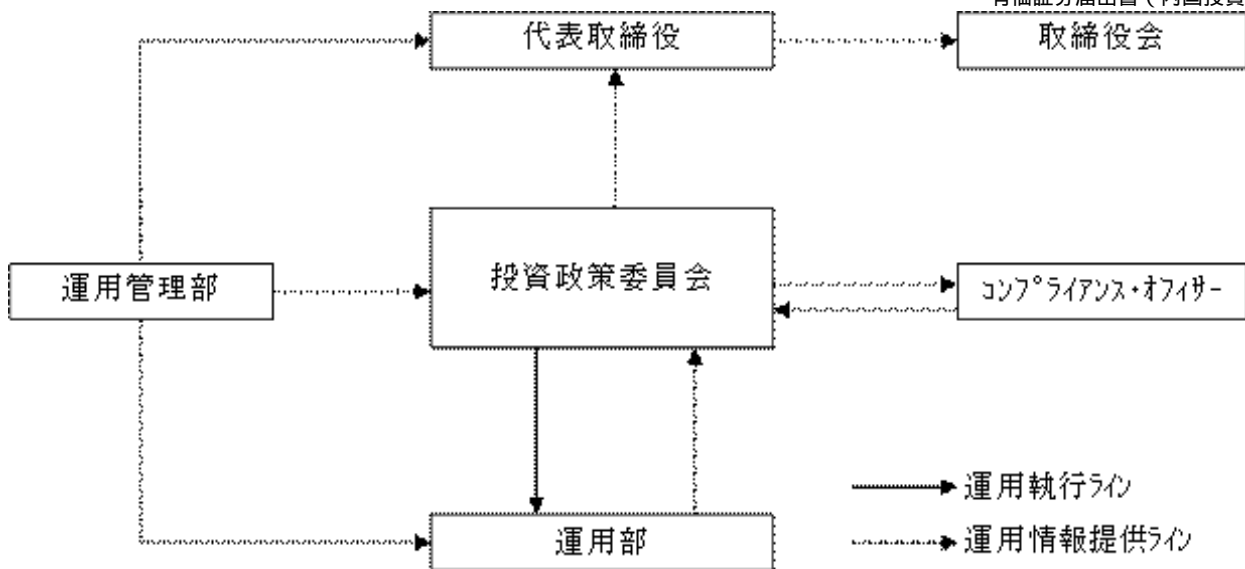 代表取締役
取締役会
運用管理部
投資政策委員会
コンプライアンス・オフィサー
運用執行ライン
運用部
運用情報提供ライン